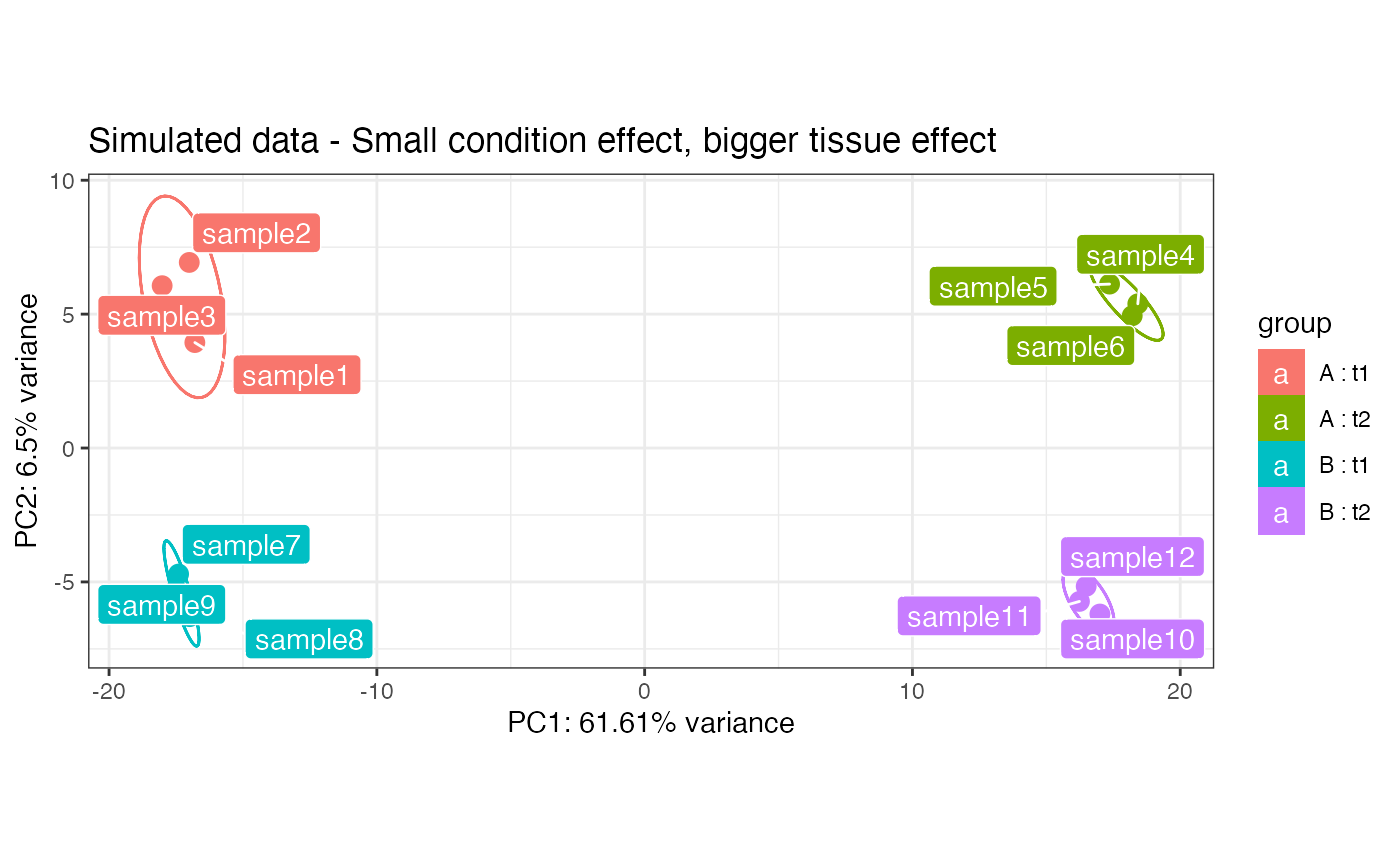 Simulated data - Small condition effect, bigger tissue effect
10
5
0
-5
PC2: 6.5% variance
sample2
sample3
sample1
sample4
sample5
sample6
sample7
sample9
sample8
sample12
sample11
sample10
-20
-10
0
10
20
PC1: 61.61% variance
group
a A : t1
a A : t2
a B : t1
a B : t2